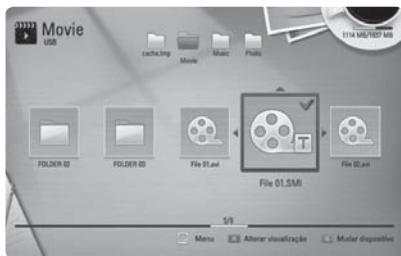 Movie
USB
1114 MB/1937 MB
cache.tmp
Movie
Music
Photo
FOLDER 02
FOLDER 03
File 01.avi
T
File 02.avi
File 01.SMI
5/9
Menu
Alterar visualização
Mudar dispositivo